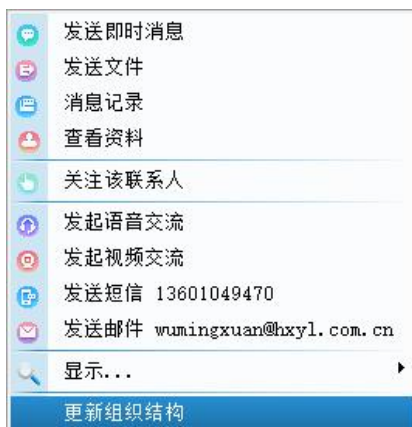 发送即时消息
发送文件
消息记录
查看资料
关注该联系人
发起语音交流
发起视频交流
发送短信 13601049470
发送邮件 wumingxuan@hxyl.com.cn
显示...
更新组织结构